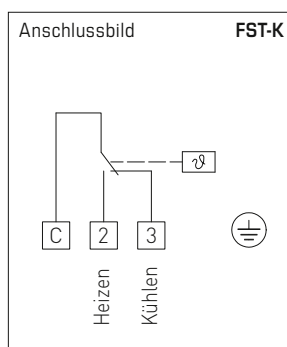 Anschlussbild FST-K
ϑ
C 2 3
Heizen
Kühlen